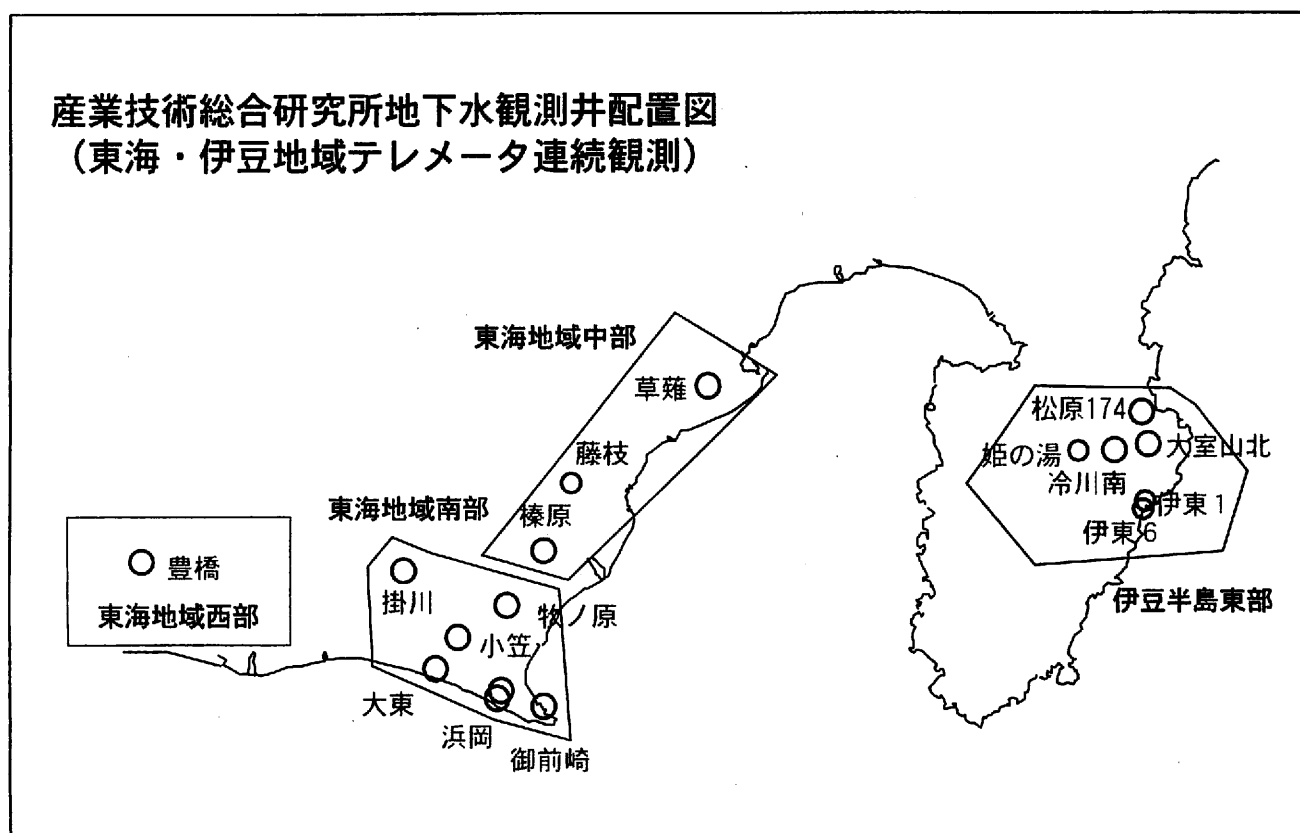 産業技術総合研究所地下水観測井配置図
（東海・伊豆地域テレメータ連続観測）
東海地域中部
草薙
藤枝
東海地域南部
榛原
豊橋
東海地域西部
掛川
牧ノ原
小笠
大東
浜岡
御前崎
松原174
姫の湯
大室山北
冷川南
伊東1
伊東6
伊豆半島東部